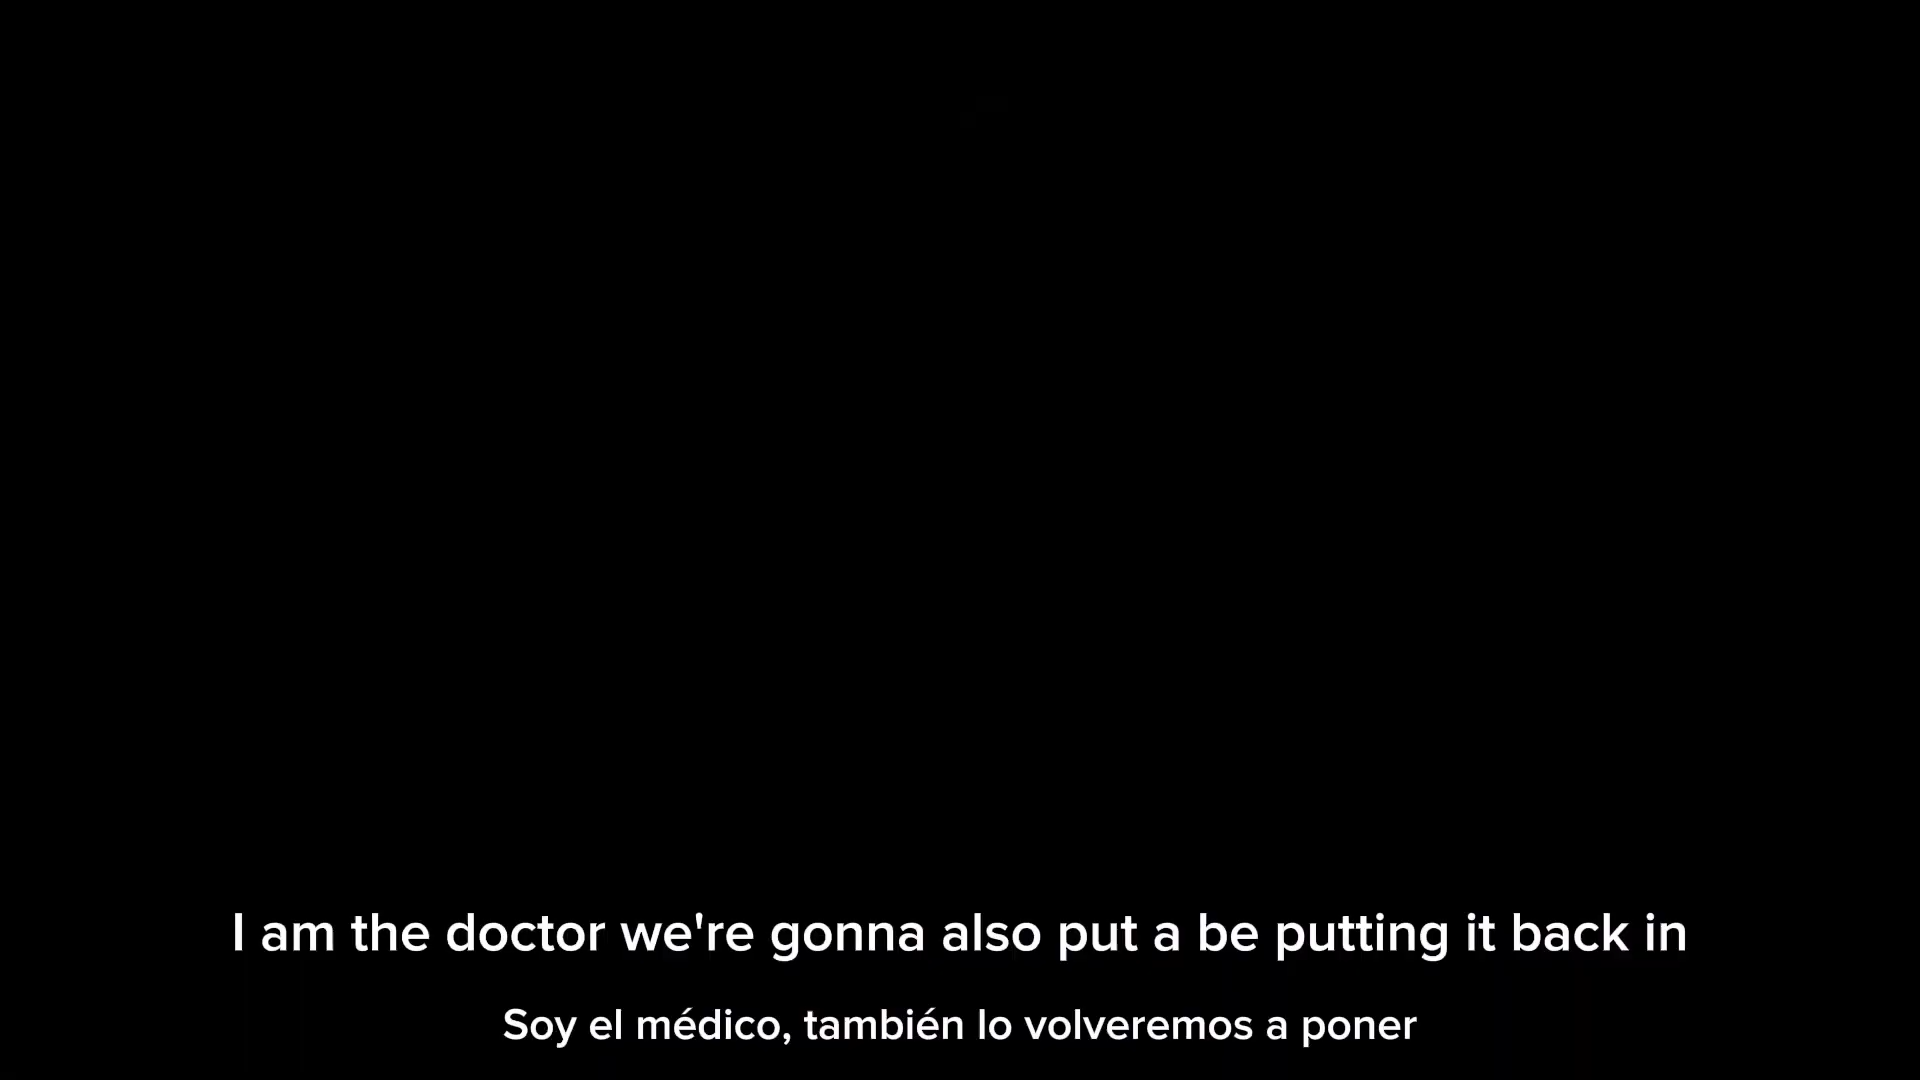 I am the doctor we're gonna also put a be putting it back in
Soy el médico, también lo volveremos a poner